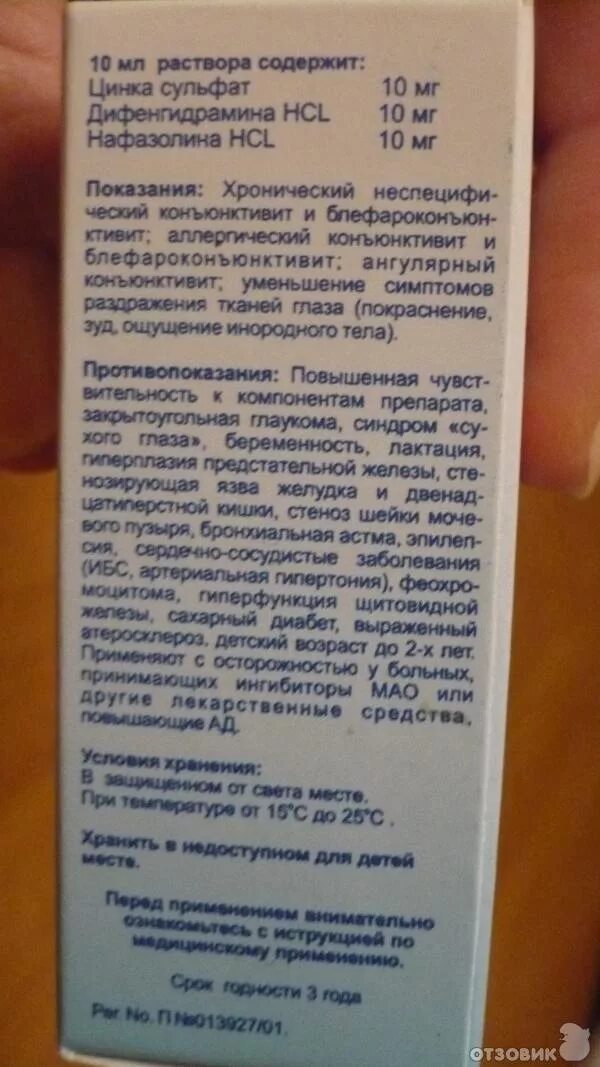 10 мл раствора содержит:
Цинка сульфат 10 мг
Дифенгидрамина HCL 10 мг
Нафазолина HCL 10 мг
Показания: Хронический неспецифи-
ческий конъюнктивит и блефароконъюн-
ктивит; аллергический конъюнктивит и
блефароконъюнктивит; ангулярный
конъюнктивит; уменьшение симптомов
раздражения тканей глаза (покраснение,
зуд, ощущение инородного тела).
Противопоказания: Повышенная чувст-
вительность к компонентам препарата,
закрытоугольная глаукома, синдром «су-
хого глаза», беременность, лактация,
гиперплазия предстательной железы, сте-
нозирующая язва желудка и двенад-
цатиперстной кишки, стеноз шейки моче-
вого пузыря, бронхиальная астма, эпилеп-
сия, сердечно-сосудистые заболевания
(ИБС, артериальная гипертония), феохро-
моцитома, гиперфункция щитовидной
железы, сахарный диабет, выраженный
атеросклероз, детский возраст до 2-х лет.
Применяют с осторожностью у больных,
принимающих ингибиторы МАО или
другие лекарственные средства,
повышающие АД.
Условия хранения:
В защищенном от света месте.
При температуре от 15°С до 25°С .
Хранить в недоступном для детей
месте.
Перед применением внимательно
ознакомьтесь с иструкцией по
медицинскому применению.
Срок годности 3 года
Рег. No. П №013927/01.
отзовик